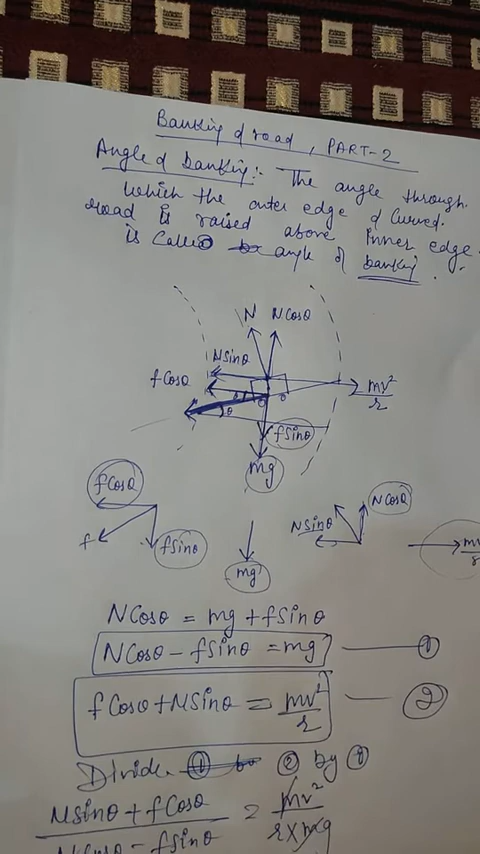 Banking of road, PART-2
Angle of banking:- The angle through
which the outer edge of curved
road is raised above inner edge
is called angle of banking.
N NCosθ
NSinθ
fCosθ
mv²/r
θ θ
θ
fSinθ
mg
fCosθ
NCosθ
NSinθ
f
fSinθ
mv²/r
mg
NCosθ = mg + fSinθ
NCosθ - fSinθ = mg ①
fCosθ + NSinθ = mv²/r ②
Divide ② by ①
NSinθ + fCosθ / NCosθ - fSinθ = mv² / r×mg